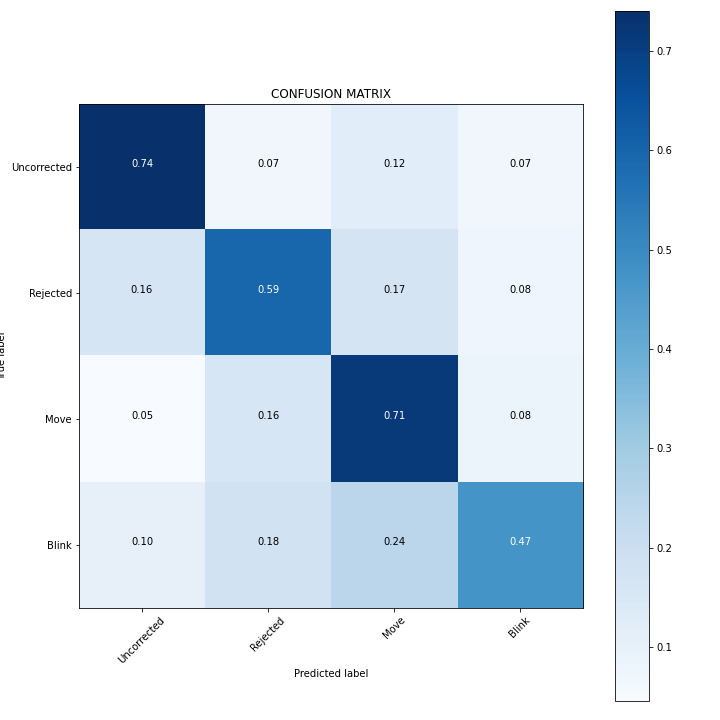 CONFUSION MATRIX
Uncorrected 0.74 0.07 0.12 0.07
Rejected 0.16 0.59 0.17 0.08
Move 0.05 0.16 0.71 0.08
Blink 0.10 0.18 0.24 0.47
Uncorrected Rejected Move Blink
Predicted label
0.7
0.6
0.5
0.4
0.3
0.2
0.1